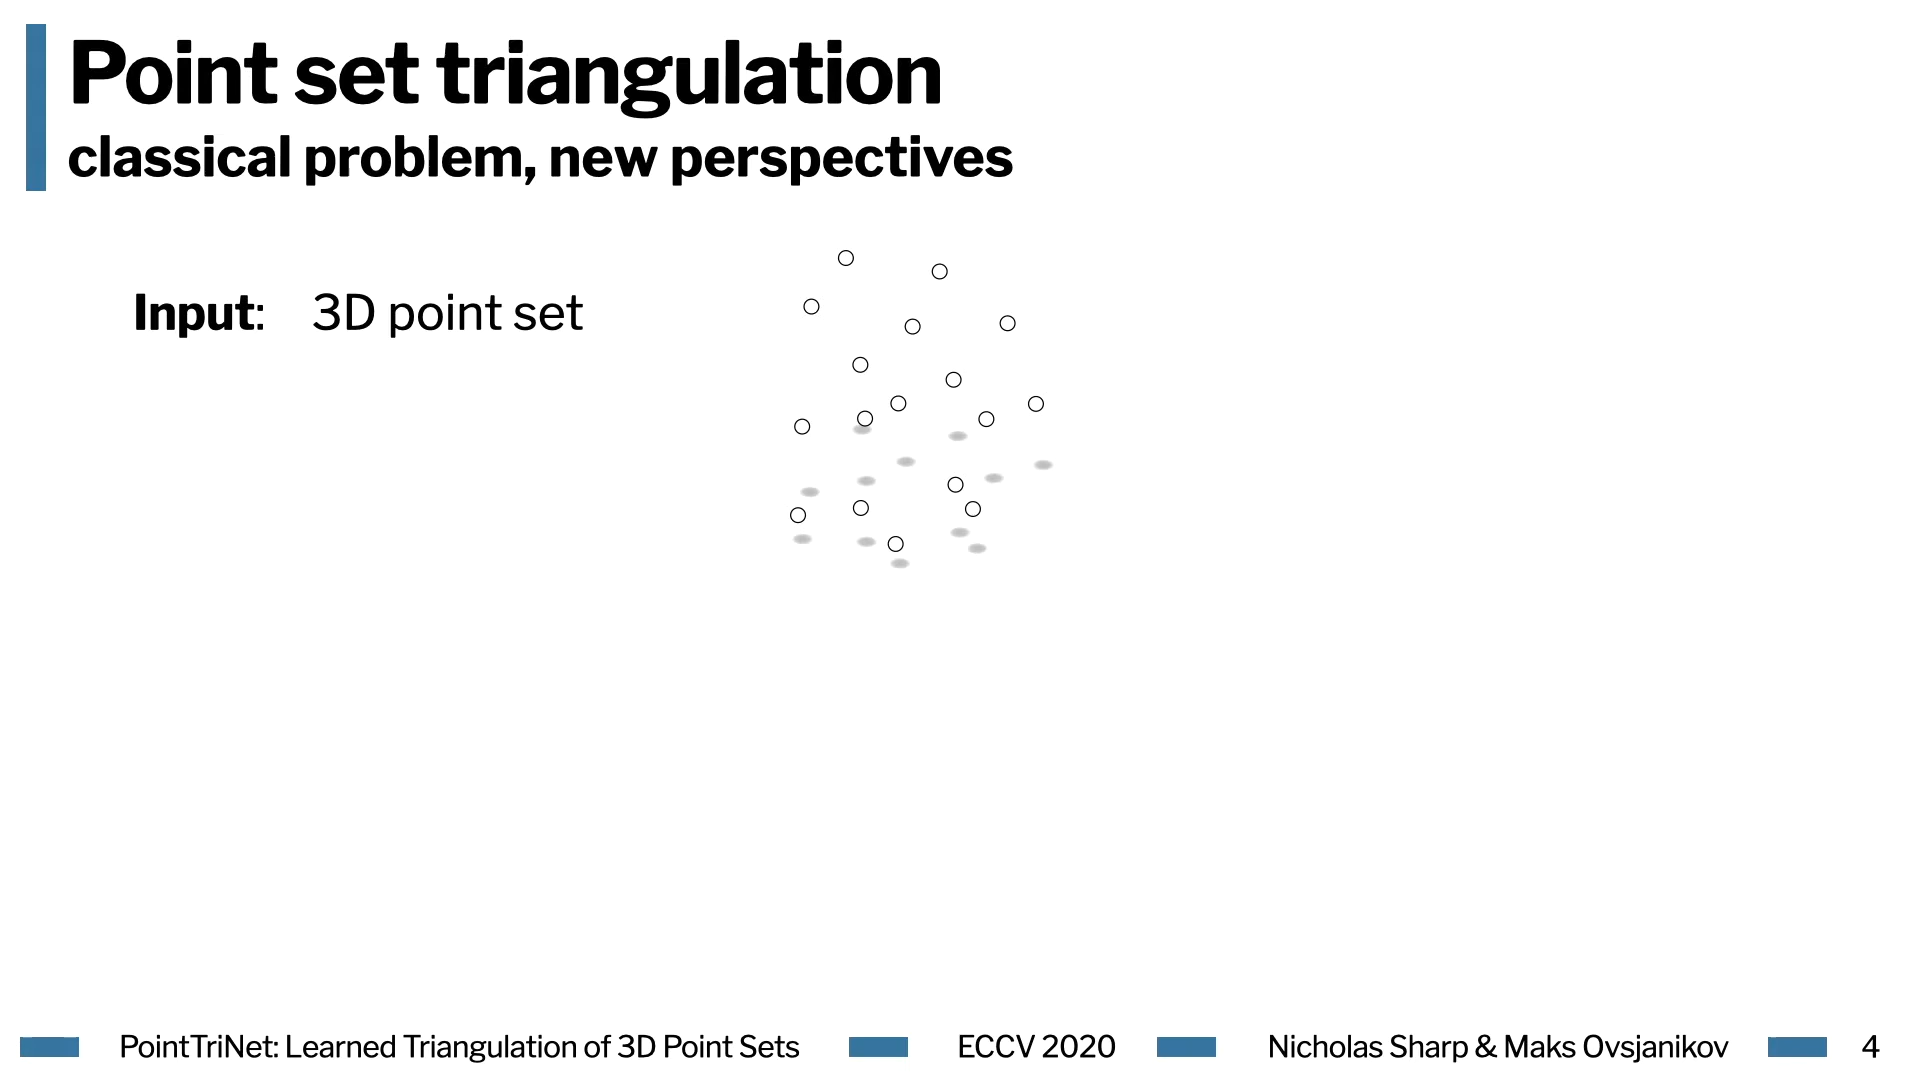 Point set triangulation
classical problem, new perspectives
Input: 3D point set
PointTriNet: Learned Triangulation of 3D Point Sets ECCV 2020 Nicholas Sharp & Maks Ovsjanikov 4